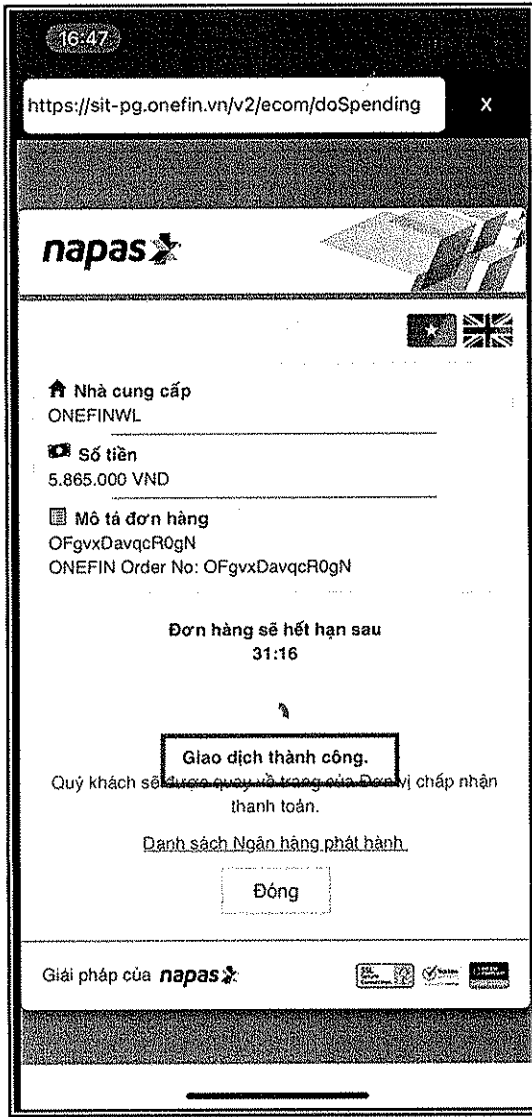 16:47
https://sit-pg.onefin.vn/v2/ecom/doSpending X
napas
Nhà cung cấp
ONEFINWL
Số tiền
5.865.000 VND
Mô tả đơn hàng
OFgvxDavqcR0gN
ONEFIN Order No: OFgvxDavqcR0gN
Đơn hàng sẽ hết hạn sau
31:16
Giao dịch thành công.
Quý khách sẽ được quay về trang của Đơn vị chấp nhận
thanh toán.
Danh sách Ngân hàng phát hành
Đóng
Giải pháp của napas